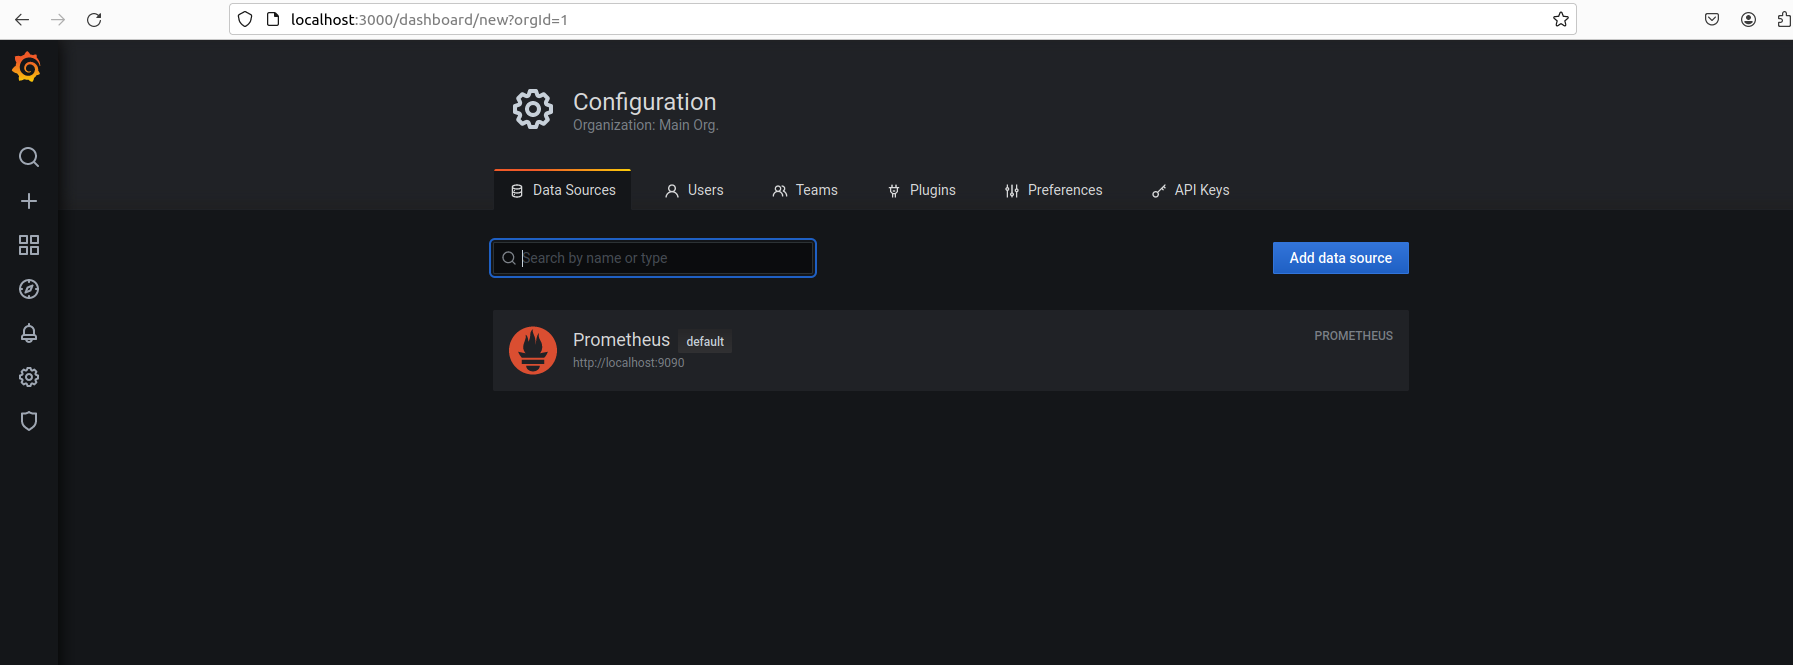 localhost:3000/dashboard/new?orgId=1
Configuration
Organization: Main Org.
Data Sources Users Teams Plugins Preferences API Keys
Search by name or type Add data source
Prometheus default PROMETHEUS
http://localhost:9090